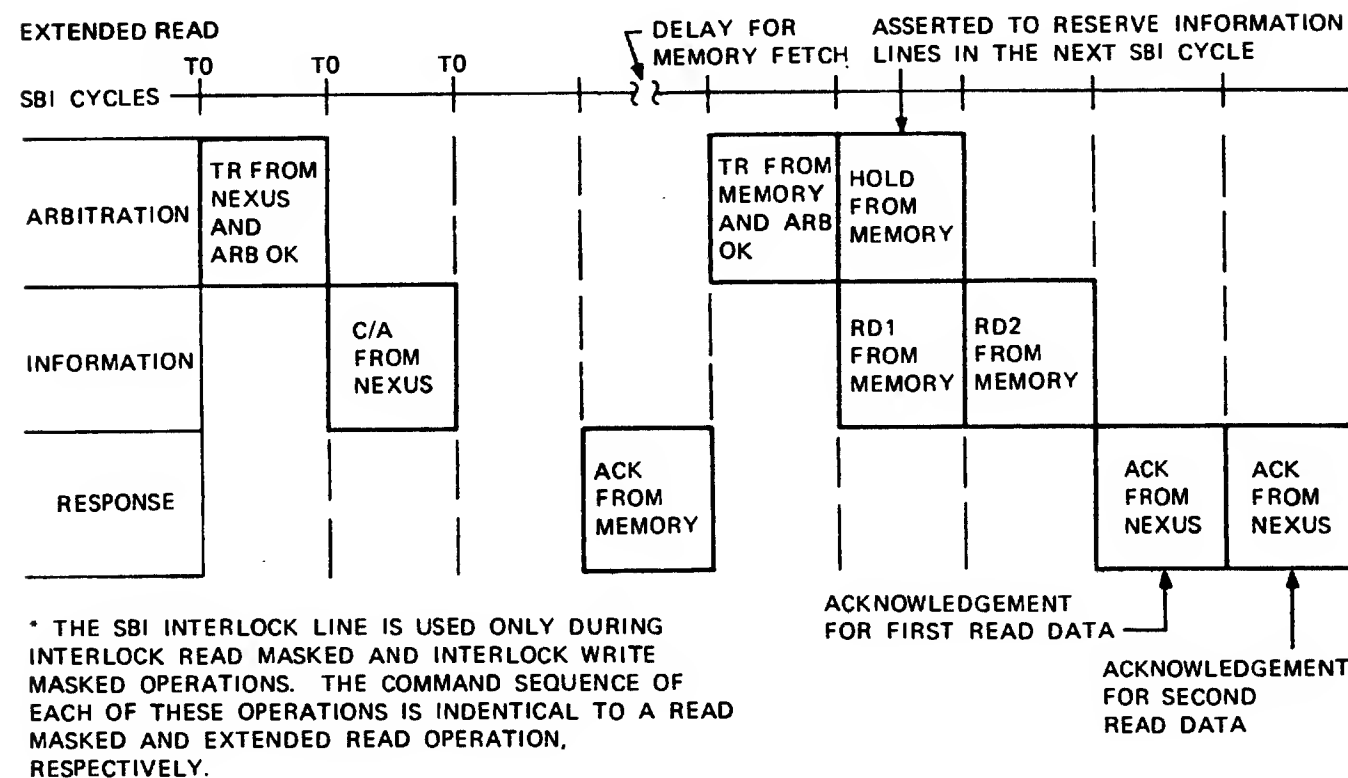 EXTENDED READ
DELAY FOR
MEMORY FETCH
ASSERTED TO RESERVE INFORMATION
LINES IN THE NEXT SBI CYCLE
T0 T0 T0
SBI CYCLES
ARBITRATION
TR FROM
NEXUS
AND
ARB OK
TR FROM
MEMORY
AND ARB
OK
HOLD
FROM
MEMORY
INFORMATION
C/A
FROM
NEXUS
RD1
FROM
MEMORY
RD2
FROM
MEMORY
RESPONSE
ACK
FROM
MEMORY
ACK
FROM
NEXUS
ACK
FROM
NEXUS
ACKNOWLEDGEMENT
FOR FIRST READ DATA
ACKNOWLEDGEMENT
FOR SECOND
READ DATA
* THE SBI INTERLOCK LINE IS USED ONLY DURING
INTERLOCK READ MASKED AND INTERLOCK WRITE
MASKED OPERATIONS. THE COMMAND SEQUENCE OF
EACH OF THESE OPERATIONS IS INDENTICAL TO A READ
MASKED AND EXTENDED READ OPERATION,
RESPECTIVELY.